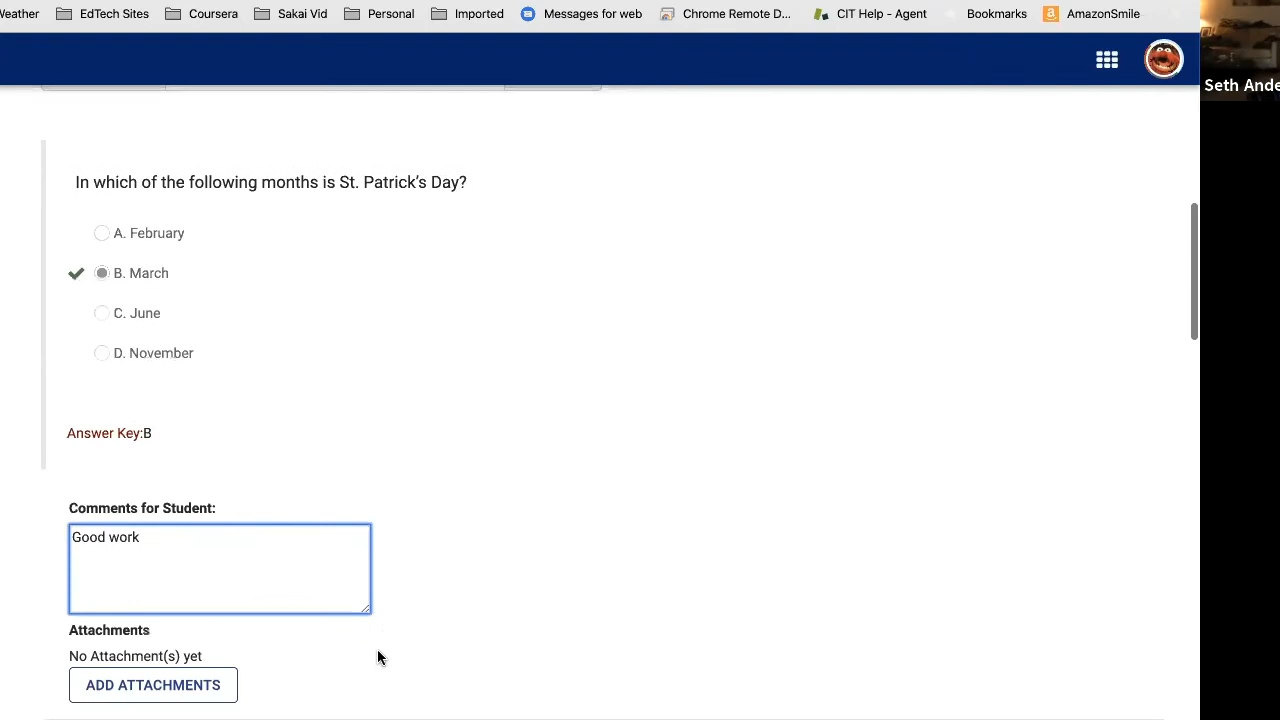 eather EdTech Sites Coursera Sakai Vid Personal Imported Messages for web Chrome Remote D... CIT Help - Agent Bookmarks AmazonSmile
Seth Ande
In which of the following months is St. Patrick's Day?
A. February
B. March
C. June
D. November
Answer Key:B
Comments for Student:
Good work
Attachments
No Attachment(s) yet
ADD ATTACHMENTS